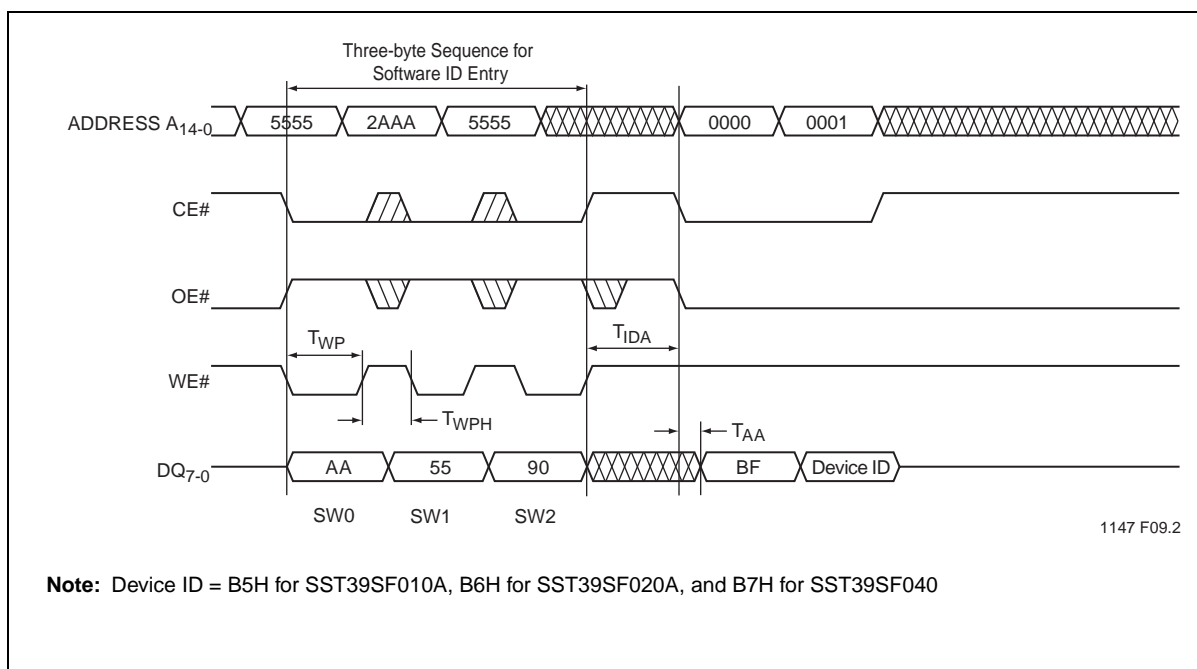 Three-byte Sequence for
Software ID Entry
ADDRESS A14-0
5555 2AAA 5555 0000 0001
CE#
OE#
TWP
TIDA
WE#
TWPH
TAA
DQ7-0
AA 55 90 BF Device ID
SW0 SW1 SW2
1147 F09.2
Note: Device ID = B5H for SST39SF010A, B6H for SST39SF020A, and B7H for SST39SF040